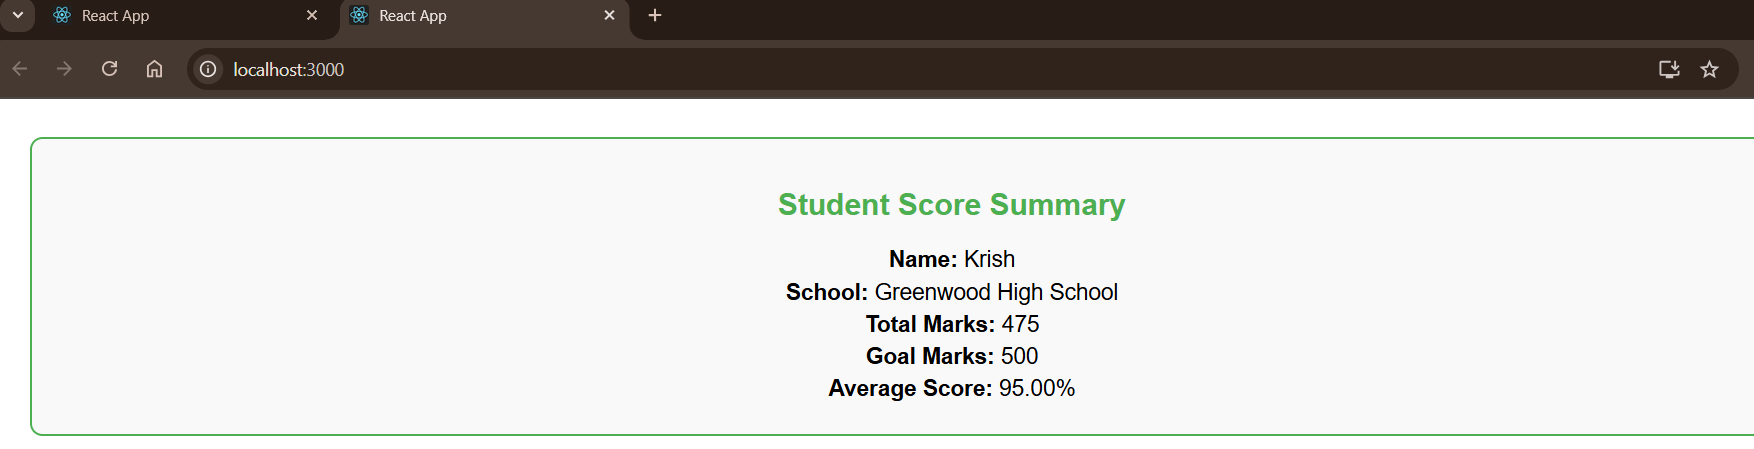 React App
React App
localhost:3000
Student Score Summary
Name: Krish
School: Greenwood High School
Total Marks: 475
Goal Marks: 500
Average Score: 95.00%